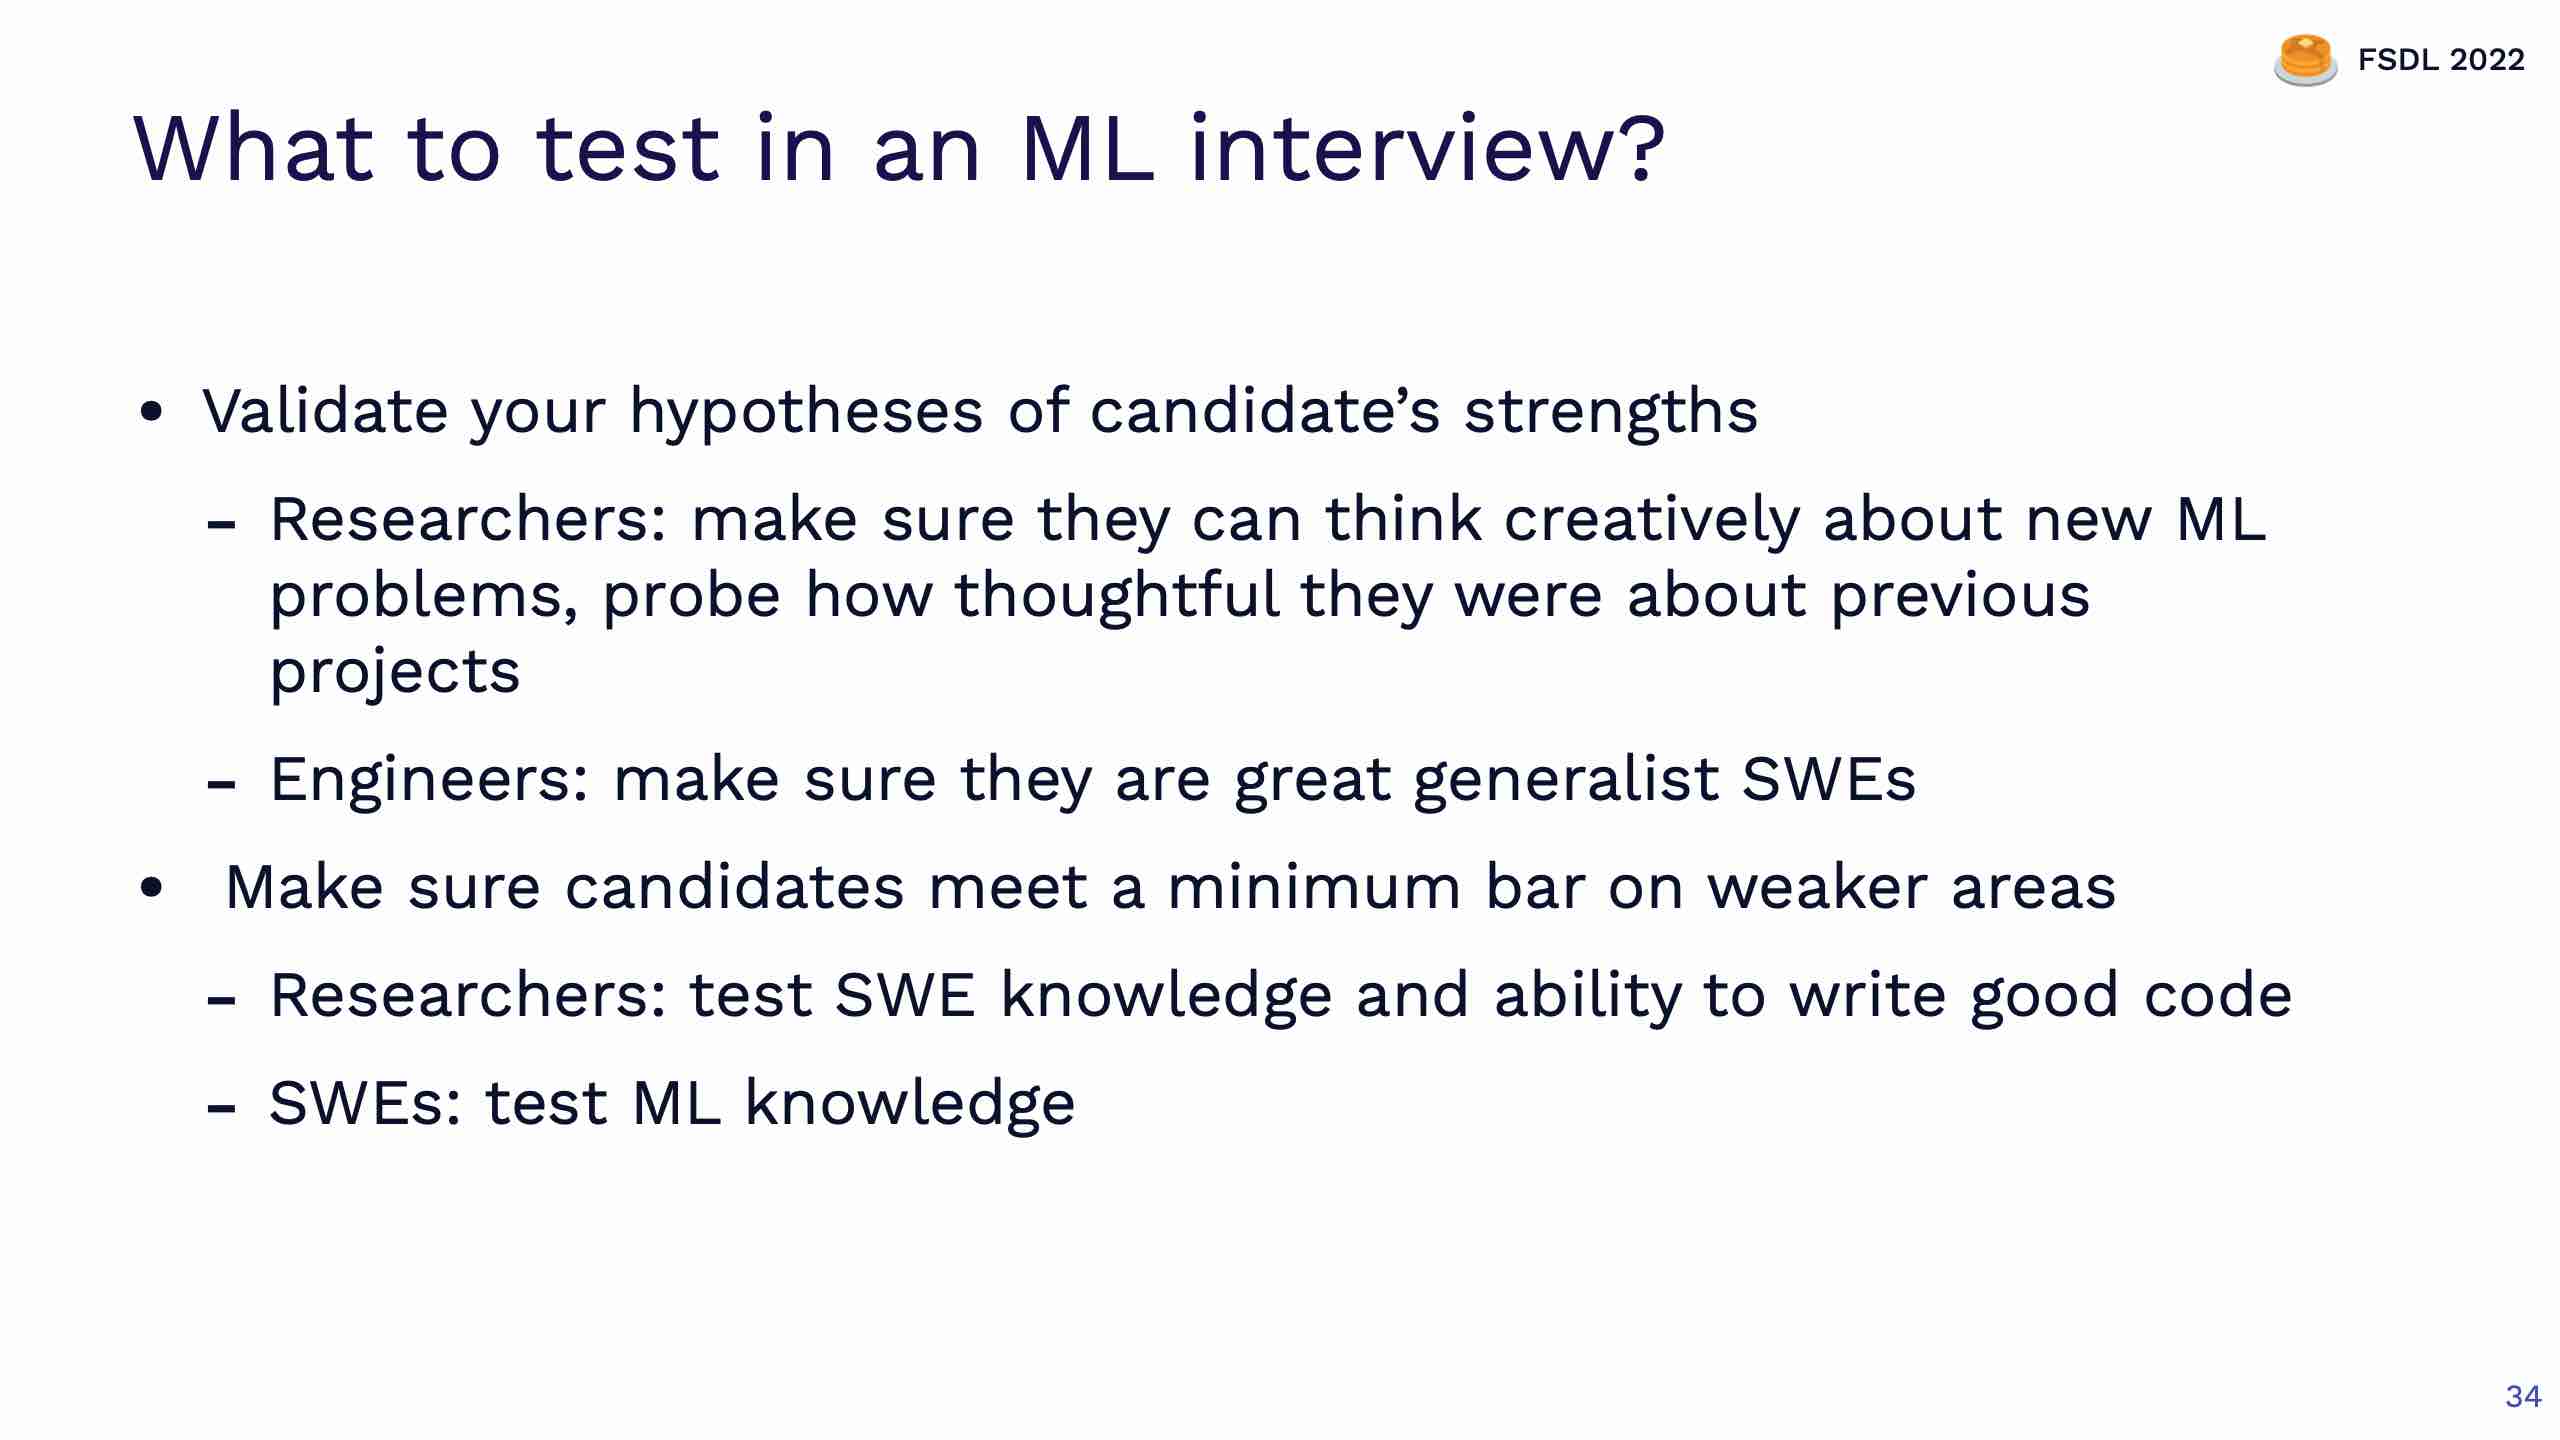 FSDL 2022
What to test in an ML interview?
• Validate your hypotheses of candidate’s strengths
- Researchers: make sure they can think creatively about new ML
problems, probe how thoughtful they were about previous
projects
- Engineers: make sure they are great generalist SWEs
• Make sure candidates meet a minimum bar on weaker areas
- Researchers: test SWE knowledge and ability to write good code
- SWEs: test ML knowledge
34